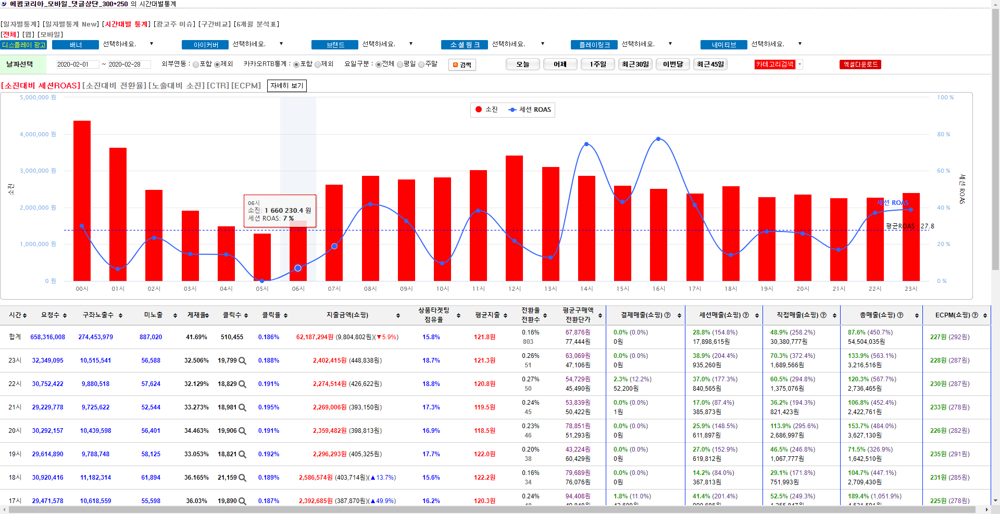 에펨코리아_모바일_댓글상단_300*250 의 시간대별통계
[일자별통계] [일자별통계 New] [시간대별 통계] [광고주 이슈] [구간비교] [6개월 분석표]
[전체] [웹] [모바일]
디스플레이 광고 배너 선택하세요. ▼ 아이커버 선택하세요. ▼ 브랜드 선택하세요. ▼ 소셜링크 선택하세요. ▼ 플레이링크 선택하세요. ▼ 네이티브 선택하세요. ▼
날짜선택 2020-02-01 ~ 2020-02-28 외부연동 : 포함 제외 카카오RTB통계 : 포함 제외 요일구분 : 전체 평일 주말 검색 오늘 어제 1주일 최근30일 이번달 최근45일 카테고리검색 * 엑셀다운로드
[소진대비 세션ROAS] [소진대비 전환율] [노출대비 소진] [CTR] [ECPM] 자세히 보기
5,000,000 원 100 %
소진 세션 ROAS
4,000,000 원 80 %
3,000,000 원 60 %
소진 세션 ROAS
06시
소진: 1 660 230.4 원
세션 ROAS: 7 %
세션 ROAS
2,000,000 원 40 %
평균ROAS : 27.8
1,000,000 원 20 %
0 원 0 %
00시 01시 02시 03시 04시 05시 06시 07시 08시 09시 10시 11시 12시 13시 14시 15시 16시 17시 18시 19시 20시 21시 22시 23시
시간 요청수 구좌노출수 미노출 게재율 클릭수 클릭율 지출금액(쇼핑) 상품타겟팅 점유율 평균지출 전환율 전환수 평균구매액 전환단가 결제매출(쇼핑) 세션매출(쇼핑) 직접매출(쇼핑) 총매출(쇼핑) ECPM(쇼핑)
합계 658,316,008 274,453,979 887,020 41.69% 510,455 0.186% 62,187,294원 (9,804,802원)(▼5.9%) 15.8% 121.8원 0.16% 67,876원 0.0% (0.0%) 28.8% (154.8%) 48.9% (258.2%) 87.6% (450.7%) 227원 (292원)
803 77,444원 0원 17,898,615원 30,380,777원 54,504,035원
23시 32,349,095 10,515,541 56,588 32.506% 19,799 0.188% 2,402,415원 (448,838원) 18.7% 121.3원 0.26% 63,069원 0.0% (0.0%) 38.9% (204.4%) 70.3% (372.4%) 133.9% (563.1%) 228원 (287원)
51 47,106원 0원 935,260원 1,689,566원 3,216,516원
22시 30,752,422 9,880,518 57,624 32.129% 18,829 0.191% 2,274,514원 (426,622원) 18.8% 120.8원 0.27% 54,729원 2.3% (12.2%) 37.0% (177.3%) 60.5% (294.8%) 120.3% (567.7%) 230원 (287원)
50 45,490원 52,200원 840,565원 1,375,076원 2,736,465원
21시 29,229,778 9,725,622 52,544 33.273% 18,981 0.195% 2,269,006원 (393,150원) 17.3% 119.5원 0.24% 53,839원 0.0% (0.0%) 17.0% (87.4%) 36.2% (194.3%) 106.8% (452.4%) 233원 (278원)
45 50,422원 1원 385,873원 821,423원 2,422,761원
20시 30,292,157 10,439,598 56,401 34.463% 19,906 0.191% 2,359,482원 (398,813원) 16.9% 118.5원 0.23% 78,851원 0.0% (0.0%) 25.9% (148.5%) 113.9% (295.6%) 153.7% (484.0%) 226원 (282원)
46 51,293원 0원 611,897원 2,686,997원 3,627,130원
19시 29,614,890 9,788,748 58,125 33.053% 18,821 0.192% 2,296,293원 (405,325원) 17.7% 122.0원 0.20% 43,224원 0.0% (0.0%) 27.0% (152.9%) 46.5% (246.8%) 71.5% (326.9%) 235원 (291원)
38 60,429원 0원 619,812원 1,067,777원 1,642,510원
18시 30,920,416 11,182,314 61,894 36.165% 21,159 0.189% 2,586,574원 (403,714원)(▲13.7%) 15.6% 122.2원 0.16% 79,689원 0.0% (0.0%) 14.2% (84.0%) 29.1% (171.8%) 104.7% (447.1%) 231원 (285원)
34 76,076원 0원 367,813원 751,993원 2,709,430원
17시 29,471,578 10,618,559 55,598 36.03% 19,890 0.187% 2,392,685원 (387,870원)(▲49.9%) 16.2% 120.3원 0.24% 94,408원 1.8% (11.0%) 41.4% (201.4%) 52.5% (249.3%) 189.4% (1,051.9%) 225원 (278원)